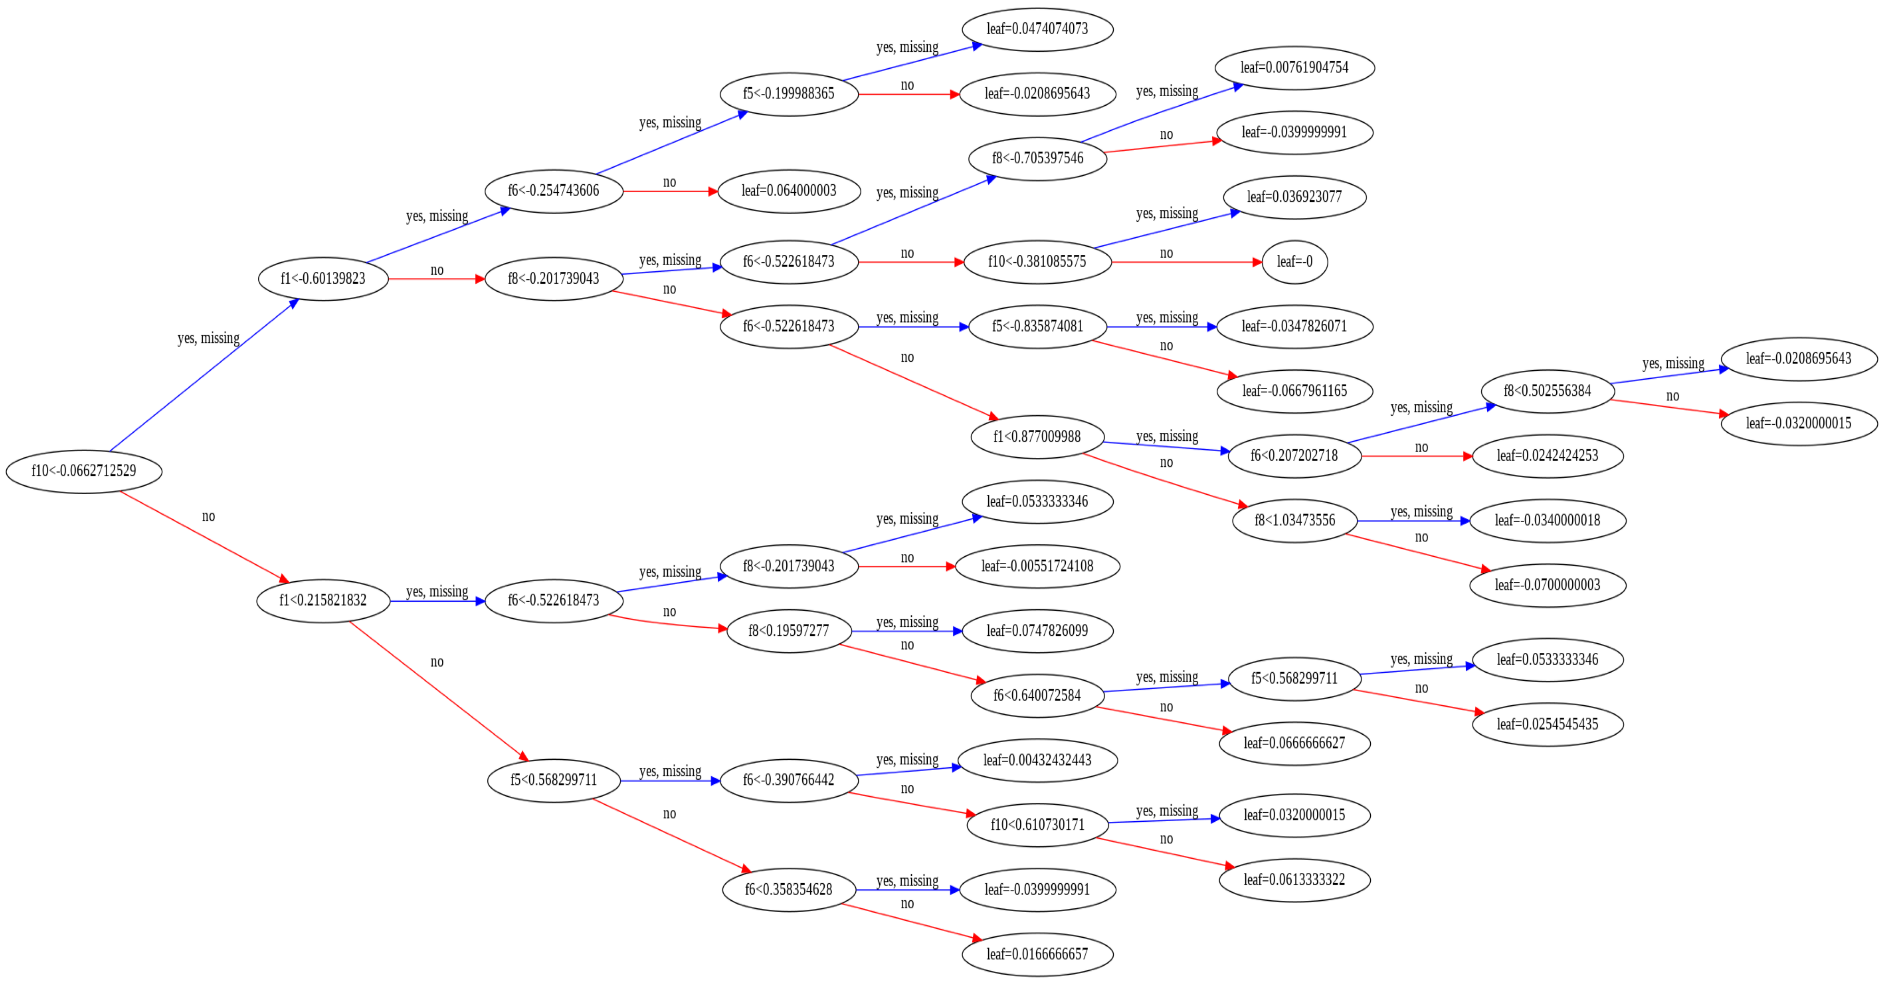 leaf=0.0474074073
yes, missing
leaf=0.00761904754
f5<-0.199988365
no
leaf=-0.0208695643
yes, missing
yes, missing
leaf=-0.0399999991
no
f8<-0.705397546
f6<-0.254743606
no
leaf=0.064000003
yes, missing
leaf=0.036923077
yes, missing
yes, missing
f1<-0.60139823
no
f8<-0.201739043
yes, missing
f6<-0.522618473
no
f10<-0.381085575
no
leaf=-0
no
yes, missing
f6<-0.522618473
yes, missing
f5<-0.835874081
yes, missing
leaf=-0.0347826071
no
no
leaf=-0.0667961165
leaf=-0.0208695643
yes, missing
f8<0.502556384
no
leaf=-0.0320000015
yes, missing
f1<0.877009988
yes, missing
f6<0.207202718
no
leaf=0.0242424253
no
f10<-0.0662712529
f8<1.03473556
yes, missing
leaf=-0.0340000018
no
leaf=-0.0700000003
no
leaf=0.0533333346
yes, missing
f8<-0.201739043
no
leaf=-0.00551724108
yes, missing
f1<0.215821832
yes, missing
f6<-0.522618473
no
f8<0.19597277
yes, missing
leaf=0.0747826099
no
f6<0.640072584
yes, missing
f5<0.568299711
yes, missing
leaf=0.0533333346
no
leaf=0.0254545435
no
leaf=0.0666666627
no
f5<0.568299711
yes, missing
f6<-0.390766442
yes, missing
leaf=0.00432432443
no
f10<0.610730171
yes, missing
leaf=0.0320000015
no
leaf=0.0613333322
no
f6<0.358354628
yes, missing
leaf=-0.0399999991
no
leaf=0.0166666657